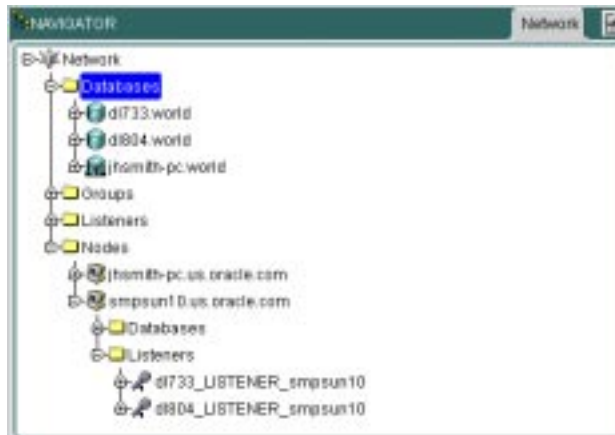 NAVIGATOR
Network
Network
Databases
dl733.world
dl804.world
jhsmith-pc.world
Groups
Listeners
Nodes
jhsmith-pc.us.oracle.com
smpsun10.us.oracle.com
Databases
Listeners
dl733_LISTENER_smpsun10
dl804_LISTENER_smpsun10